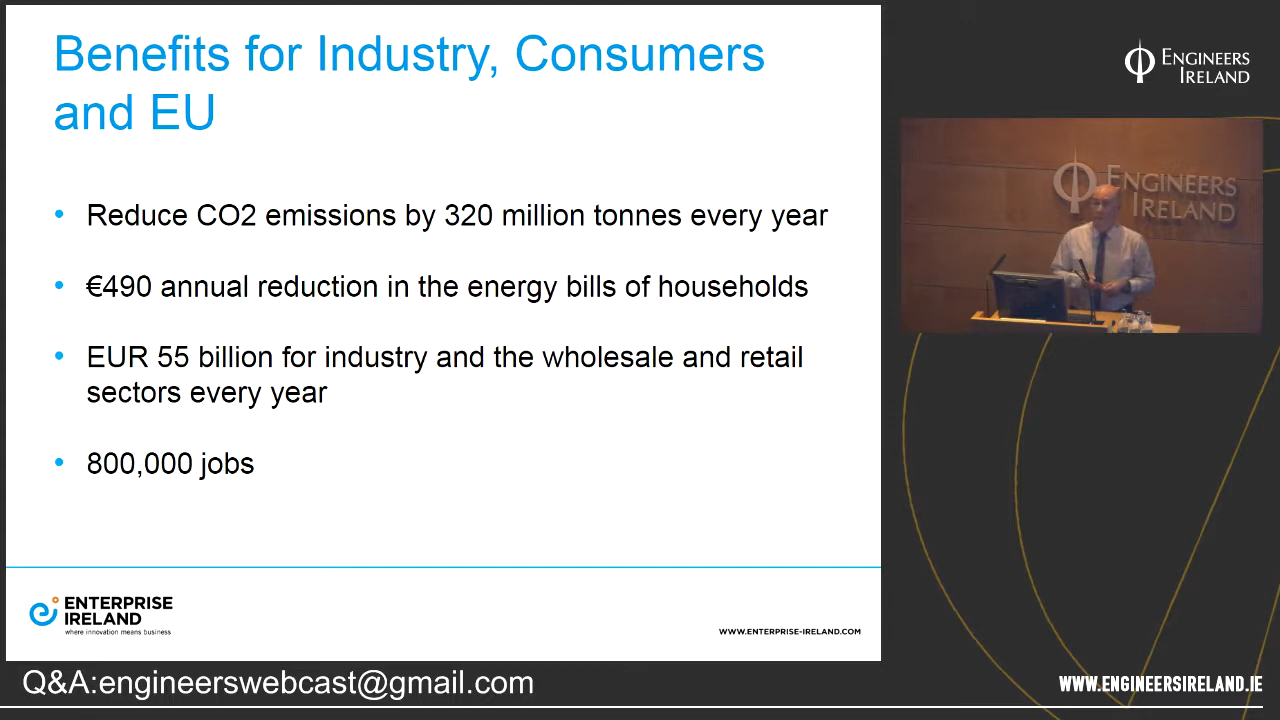 Benefits for Industry, Consumers
and EU
• Reduce CO2 emissions by 320 million tonnes every year
• €490 annual reduction in the energy bills of households
• EUR 55 billion for industry and the wholesale and retail
sectors every year
• 800,000 jobs
ENTERPRISE
IRELAND
where innovation means business
WWW.ENTERPRISE-IRELAND.COM
ENGINEERS
IRELAND
ENGINEERS
IRELAND
Q&A:engineerswebcast@gmail.com
WWW.ENGINEERSIRELAND.IE